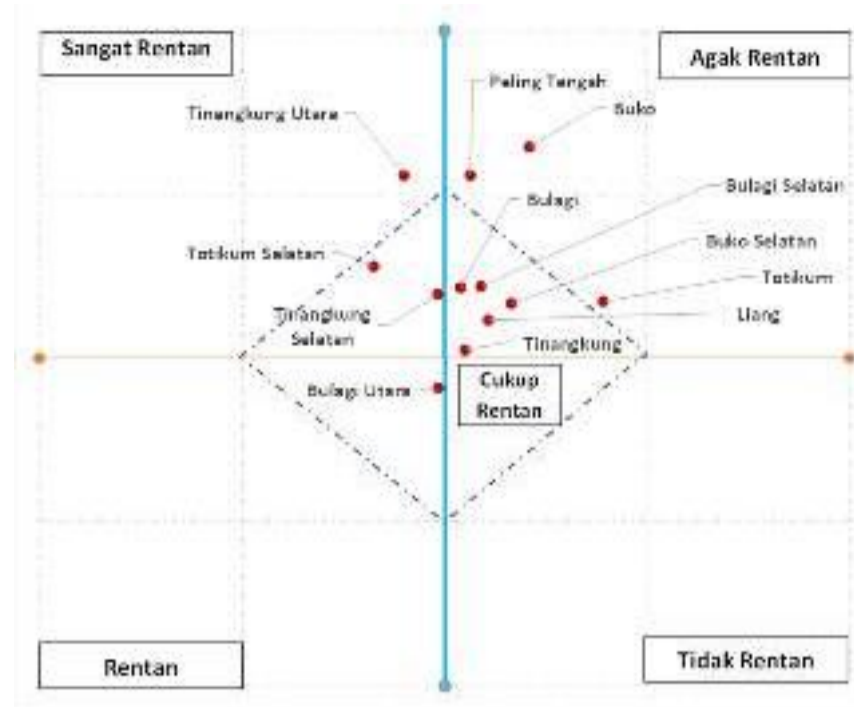 Sangat Rentan
Agak Rentan
Peling Tengah
Buko
Tinangkung Utara
Bulagi Selatan
Bulagi
Buko Selatan
Totikum Selatan
Totikum
Liang
Tinangkung
Selatan
Tinangkung
Bulagi Utara
Cukup
Rentan
Rentan
Tidak Rentan